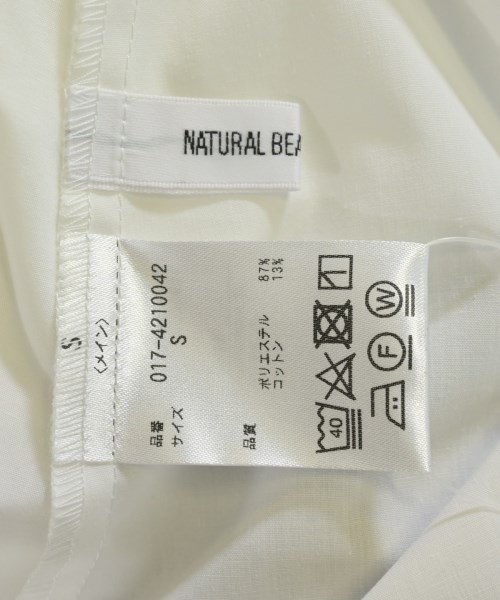 NATURAL BEA
S
〈メイン〉
品番 017-4210042
サイズ S
品質 ポリエステル 87%
コットン 13%
40
F
W